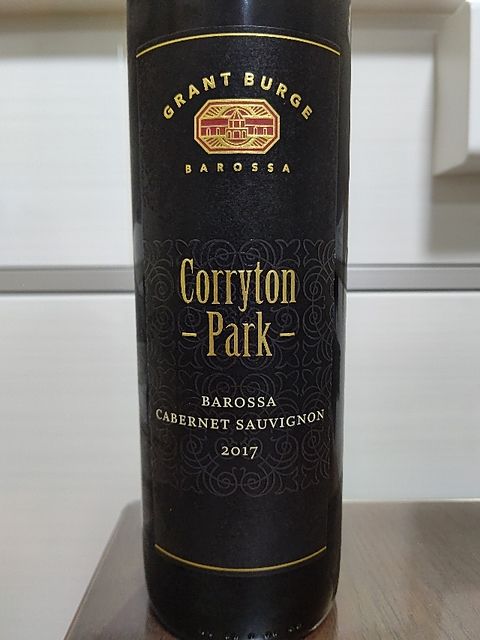 GRANT BURGE
BAROSSA
Corryton
-Park-
BAROSSA
CABERNET SAUVIGNON
2017